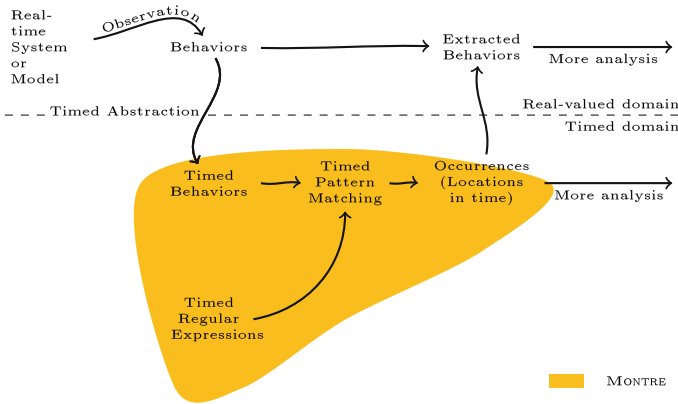 Real-
time
System
or
Model
Observation
Behaviors
Extracted
Behaviors
More analysis
Timed Abstraction
Real-valued domain
Timed domain
Timed
Behaviors
Timed
Pattern
Matching
Occurrences
(Locations
in time)
More analysis
Timed
Regular
Expressions
MONTRE